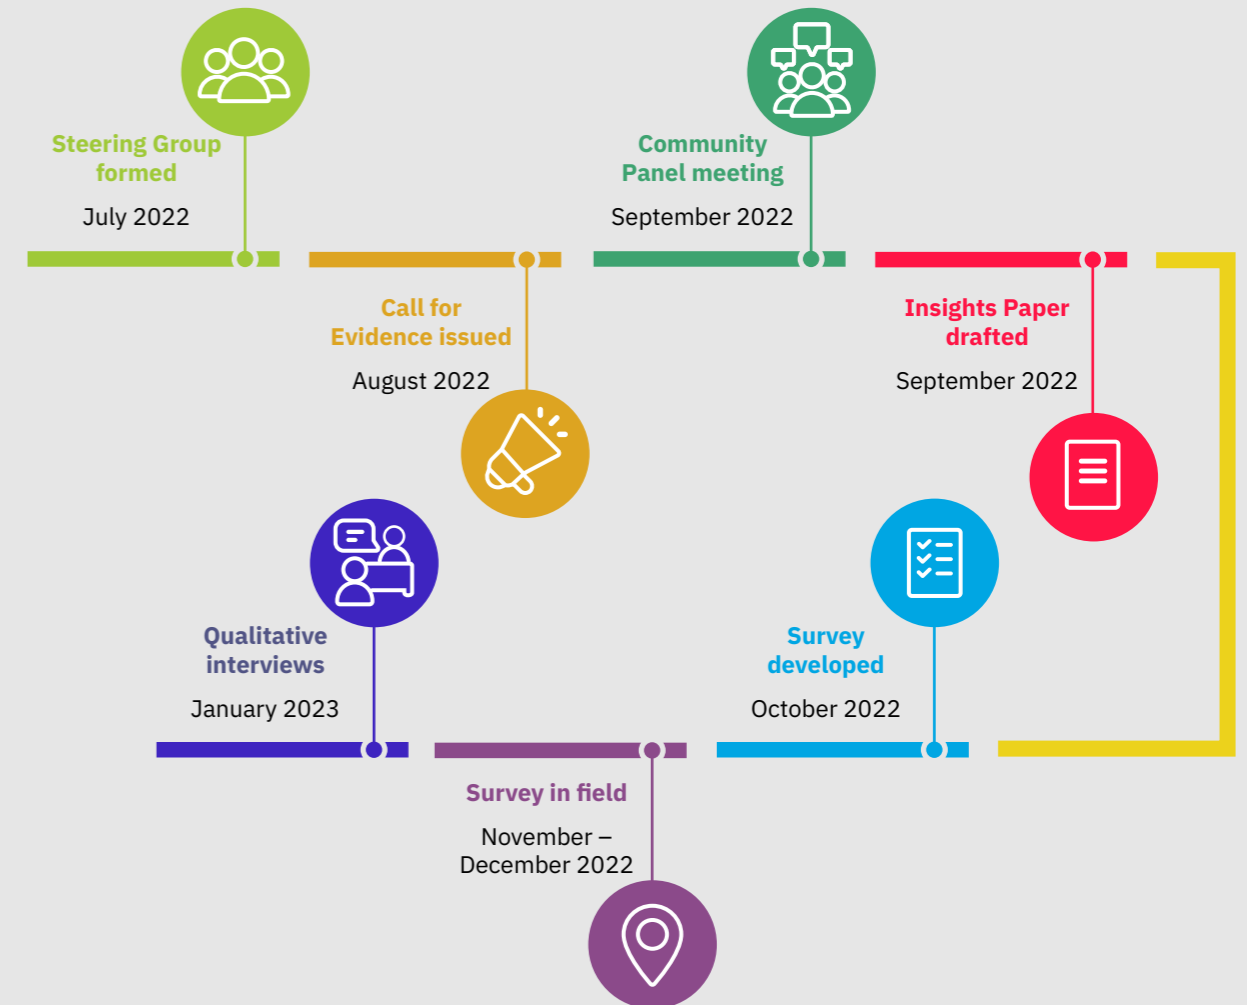 Steering Group
formed
July 2022
Call for
Evidence issued
August 2022
Community
Panel meeting
September 2022
Insights Paper
drafted
September 2022
Survey
developed
October 2022
Survey in field
November –
December 2022
Qualitative
interviews
January 2023